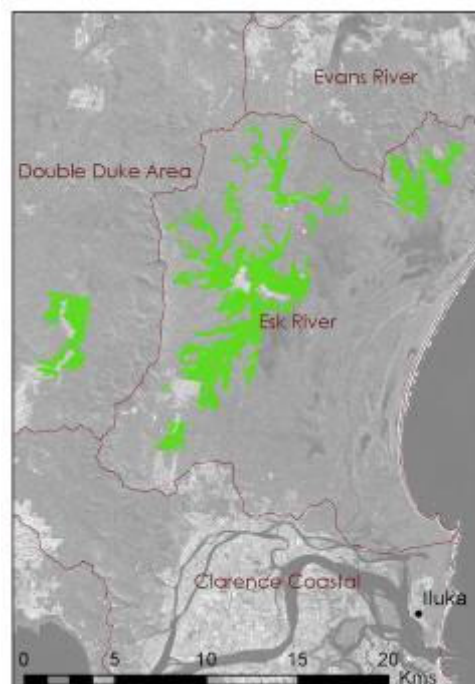 Evans River
Double Duke Area
Esk River
Clarence Coastal
Iluka
0 5 10 15 20
Kms